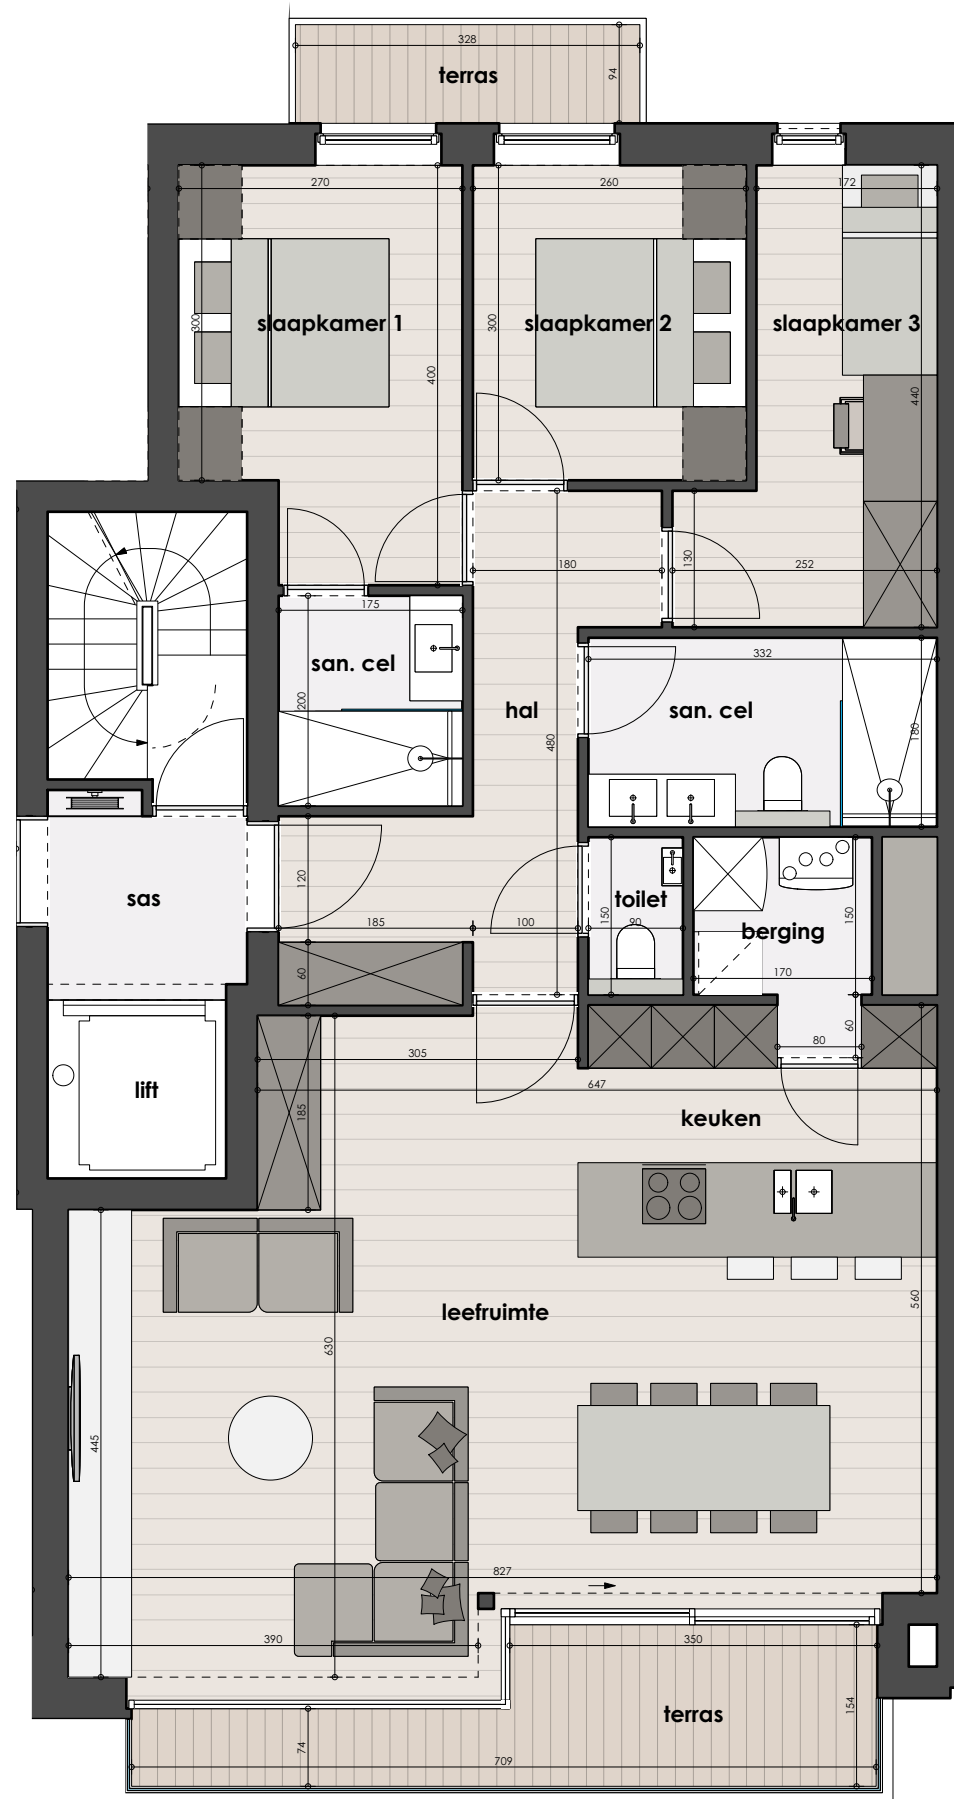 328
94
terras
270
260
172
300
slaapkamer 1
300
slaapkamer 2
slaapkamer 3
400
440
180
130
252
175
san. cel
200
332
hal
san. cel
480
180
120
sas
185
100
toilet
150
90
berging
150
170
60
60
80
305
647
lift
185
keuken
leefruimte
560
630
445
827
390
350
terras
154
74
709